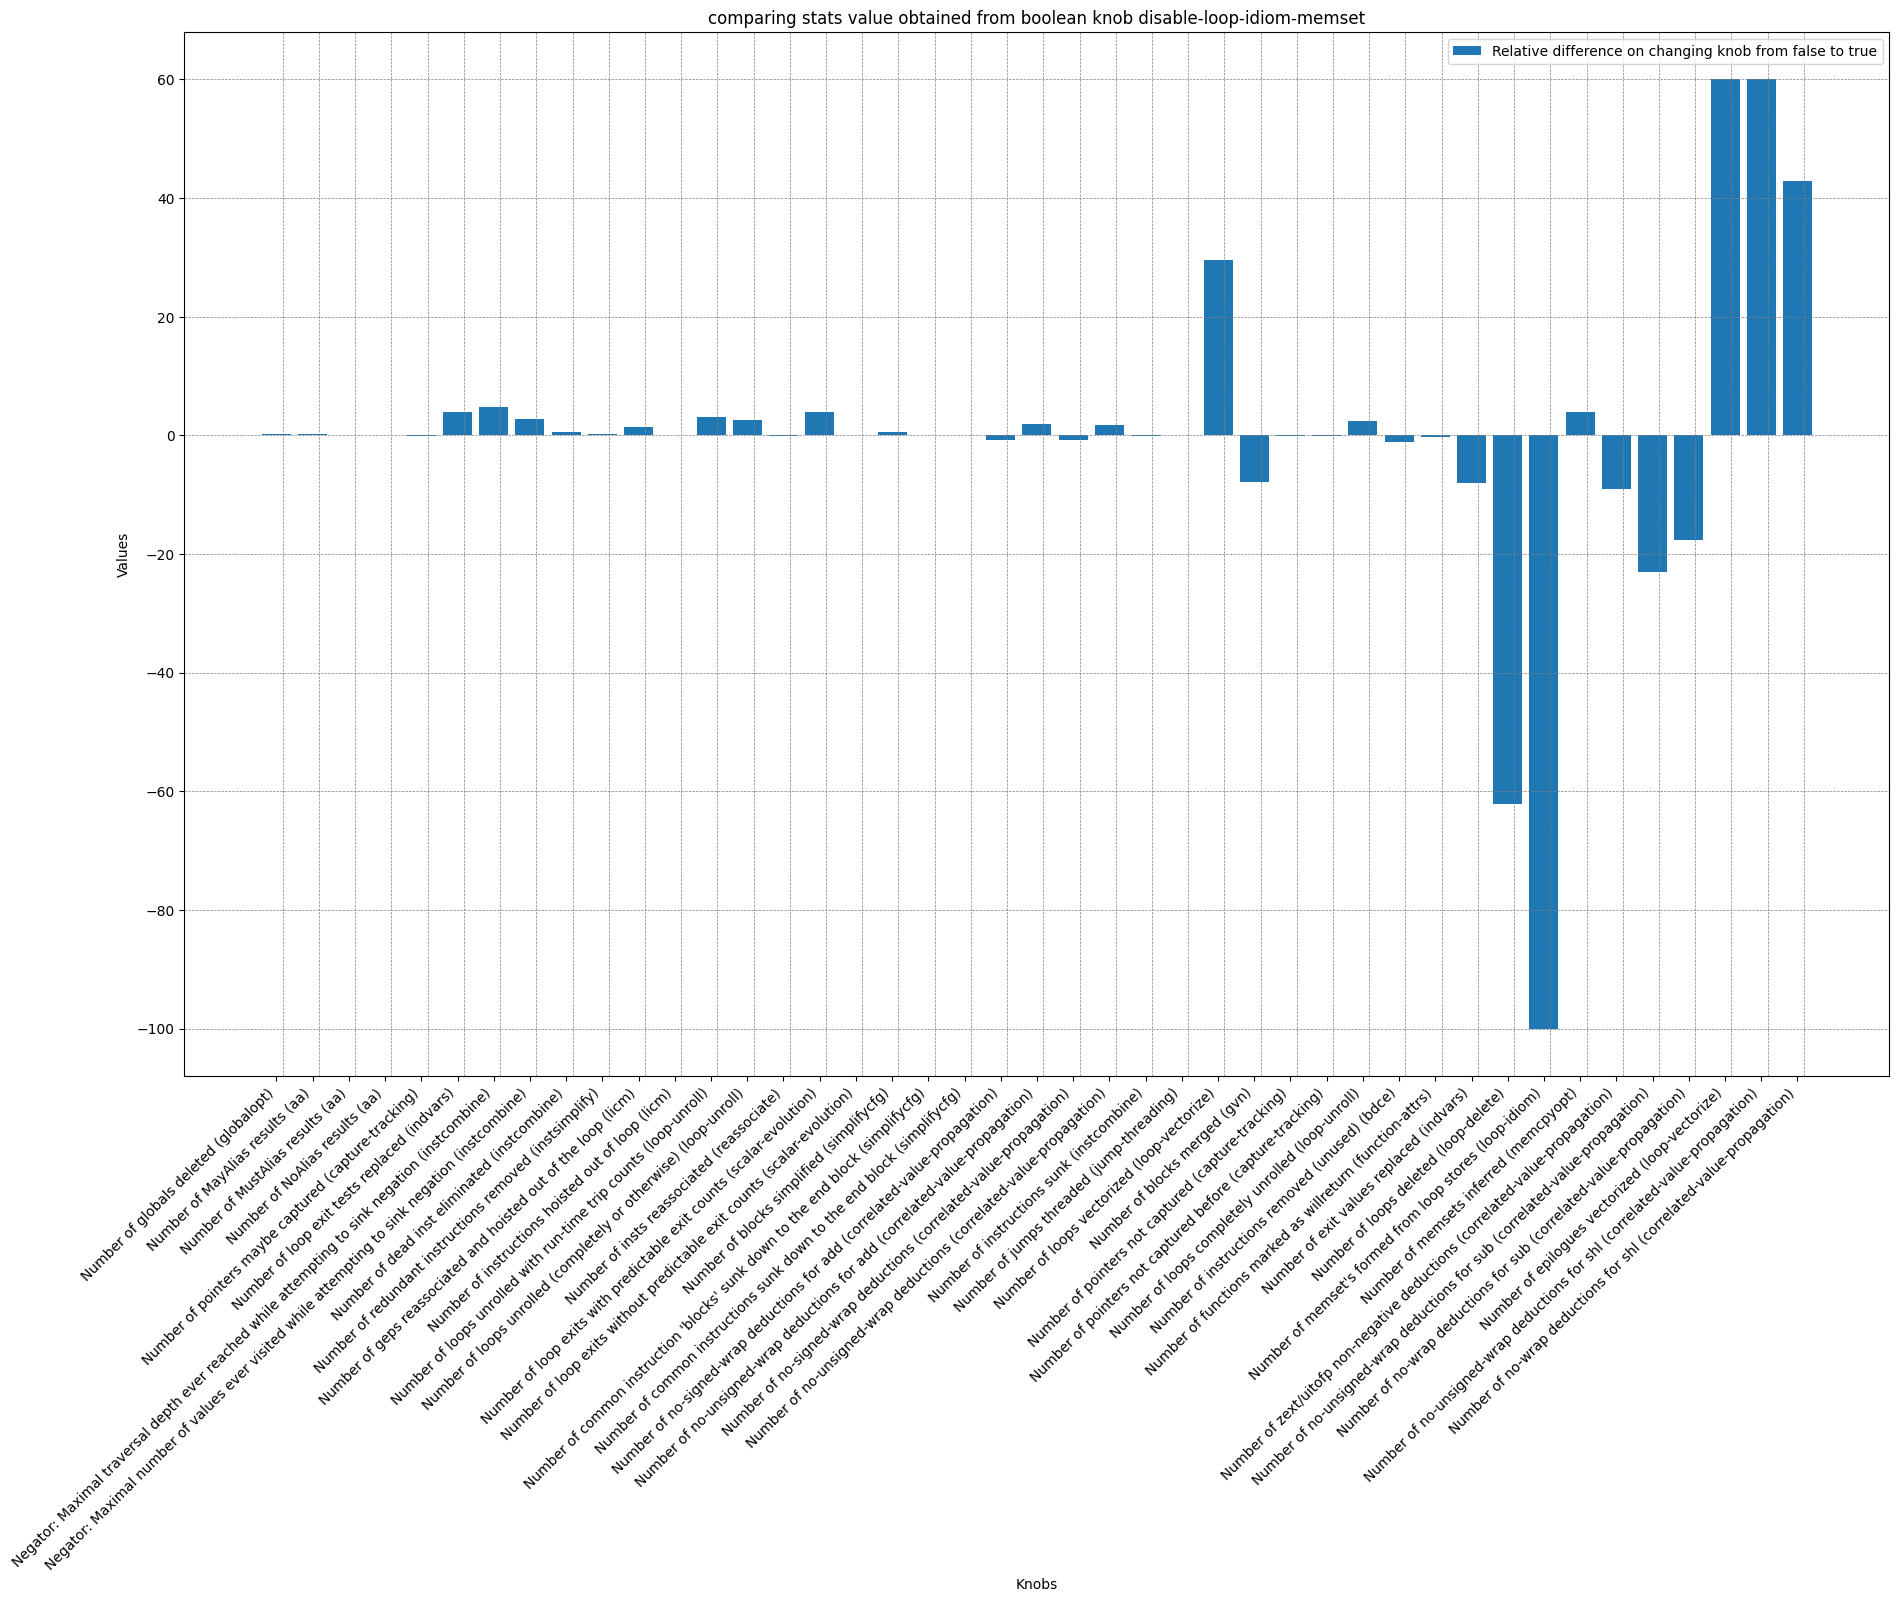 comparing stats value obtained from boolean knob disable-loop-idiom-memset
Relative difference on changing knob from false to true
60
40
20
0
−20
−40
−60
−80
−100
Values
Number of globals deleted (globalopt)
Number of MayAlias results (aa)
Number of MustAlias results (aa)
Number of NoAlias results (aa)
Number of pointers maybe captured (capture-tracking)
Number of loop exit tests replaced (indvars)
Negator: Maximal traversal depth ever reached while attempting to sink negation (instcombine)
Negator: Maximal number of values ever visited while attempting to sink negation (instcombine)
Number of dead inst eliminated (instcombine)
Number of redundant instructions removed (instsimplify)
Number of geps reassociated and hoisted out of the loop (licm)
Number of instructions hoisted out of loop (licm)
Number of loops unrolled with run-time trip counts (loop-unroll)
Number of loops unrolled (completely or otherwise) (loop-unroll)
Number of insts reassociated (reassociate)
Number of loop exits with predictable exit counts (scalar-evolution)
Number of loop exits without predictable exit counts (scalar-evolution)
Number of blocks simplified (simplifycfg)
Number of common instruction 'blocks' sunk down to the end block (simplifycfg)
Number of common instructions sunk down to the end block (simplifycfg)
Number of no-signed-wrap deductions for add (correlated-value-propagation)
Number of no-unsigned-wrap deductions for add (correlated-value-propagation)
Number of no-signed-wrap deductions (correlated-value-propagation)
Number of no-unsigned-wrap deductions (correlated-value-propagation)
Number of instructions sunk (instcombine)
Number of jumps threaded (jump-threading)
Number of loops vectorized (loop-vectorize)
Number of blocks merged (gvn)
Number of pointers not captured (capture-tracking)
Number of pointers not captured before (capture-tracking)
Number of loops completely unrolled (loop-unroll)
Number of instructions removed (unused) (bdce)
Number of functions marked as willreturn (function-attrs)
Number of exit values replaced (indvars)
Number of loops deleted (loop-delete)
Number of memset's formed from loop stores (loop-idiom)
Number of memsets inferred (memcpyopt)
Number of zext/uitofp non-negative deductions (correlated-value-propagation)
Number of no-unsigned-wrap deductions for sub (correlated-value-propagation)
Number of no-wrap deductions for sub (correlated-value-propagation)
Number of epilogues vectorized (loop-vectorize)
Number of no-unsigned-wrap deductions for shl (correlated-value-propagation)
Number of no-wrap deductions for shl (correlated-value-propagation)
Knobs